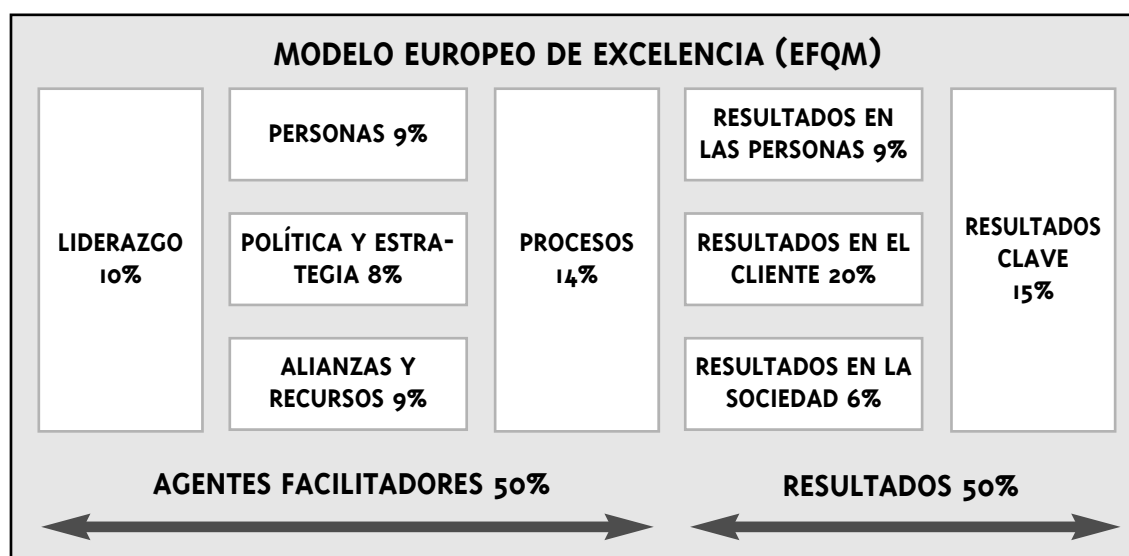 MODELO EUROPEO DE EXCELENCIA (EFQM)
LIDERAZGO
10%
PERSONAS 9%
POLÍTICA Y ESTRA-
TEGIA 8%
ALIANZAS Y
RECURSOS 9%
PROCESOS
14%
RESULTADOS EN
LAS PERSONAS 9%
RESULTADOS EN EL
CLIENTE 20%
RESULTADOS EN LA
SOCIEDAD 6%
RESULTADOS
CLAVE
15%
AGENTES FACILITADORES 50%
RESULTADOS 50%